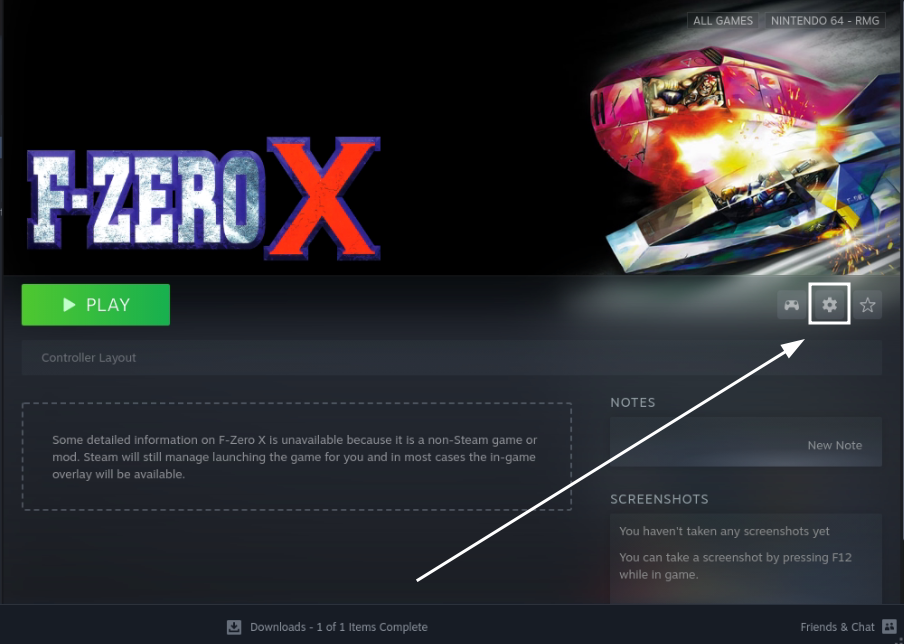 ALL GAMES NINTENDO 64 - RMG
F-ZERO X
PLAY
Controller Layout
Some detailed information on F-Zero X is unavailable because it is a non-Steam game or
mod. Steam will still manage launching the game for you and in most cases the in-game
overlay will be available.
NOTES
New Note
SCREENSHOTS
You haven't taken any screenshots yet
You can take a screenshot by pressing F12
while in game.
Downloads - 1 of 1 Items Complete
Friends & Chat